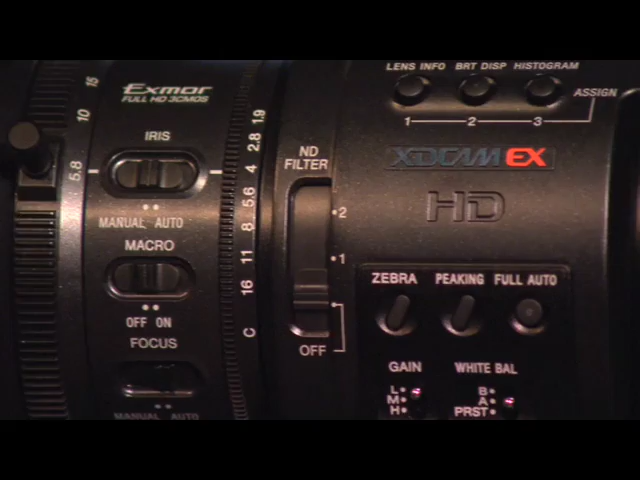 Exmor
FULL HD 3CMOS
15
10
5.8
IRIS
MANUAL AUTO
MACRO
OFF ON
FOCUS
MANUAL AUTO
1.9
2.8
4
5.6
8
11
16
C
ND
FILTER
2
1
OFF
LENS INFO BRT DISP HISTOGRAM
ASSIGN
1 2 3
XDCAM EX
HD
ZEBRA PEAKING FULL AUTO
GAIN
L
M
H
WHITE BAL
B
A
PRST